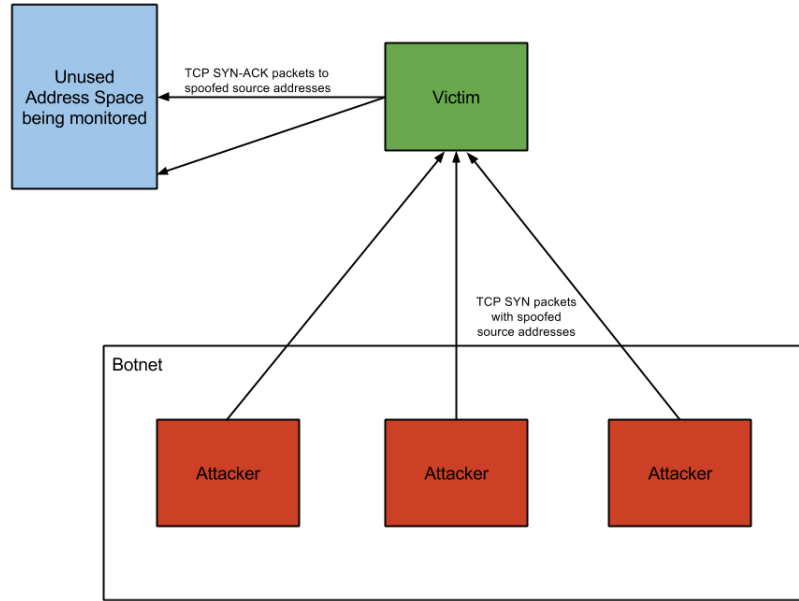 Unused
Address Space
being monitored
TCP SYN-ACK packets to
spoofed source addresses
Victim
TCP SYN packets
with spoofed
source addresses
Botnet
Attacker
Attacker
Attacker